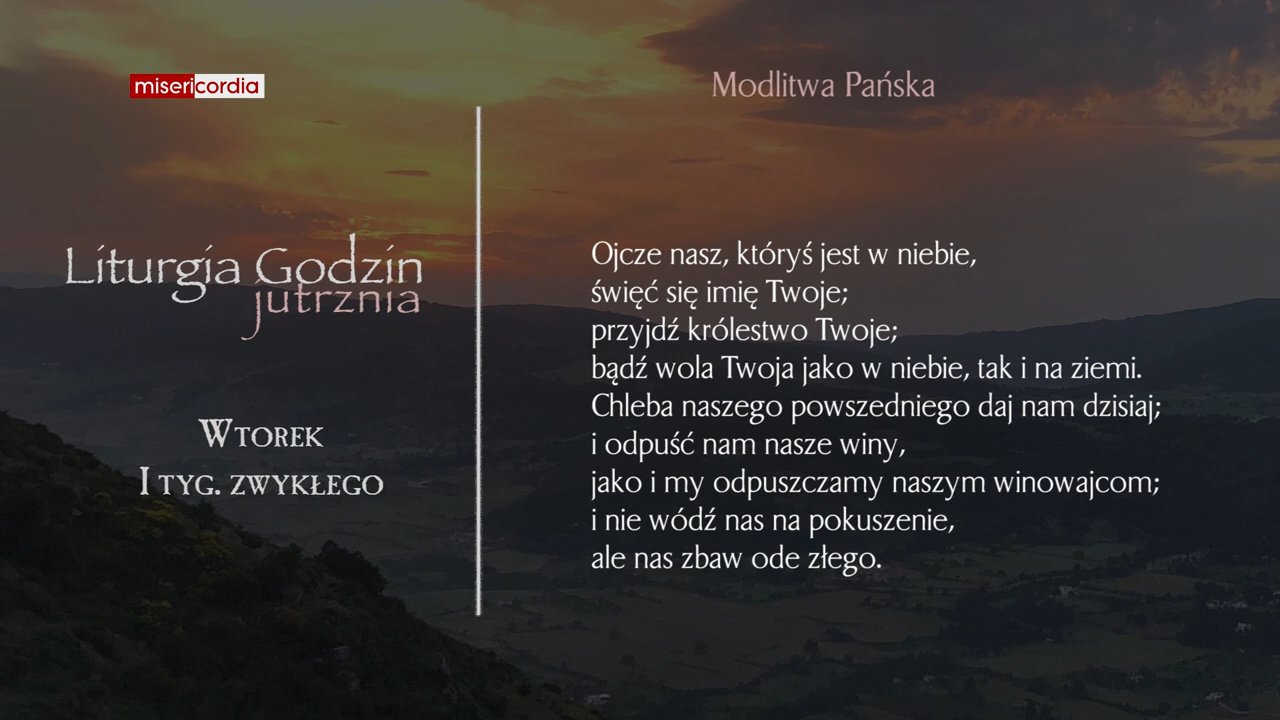 misericordia
Liturgia Godzin
jutrznia
Wtorek
I tyg. zwykłego
Modlitwa Pańska
Ojcze nasz, któryś jest w niebie,
święć się imię Twoje;
przyjdź królestwo Twoje;
bądź wola Twoja jako w niebie, tak i na ziemi.
Chleba naszego powszedniego daj nam dzisiaj;
i odpuść nam nasze winy,
jako i my odpuszczamy naszym winowajcom;
i nie wódź nas na pokuszenie,
ale nas zbaw ode złego.